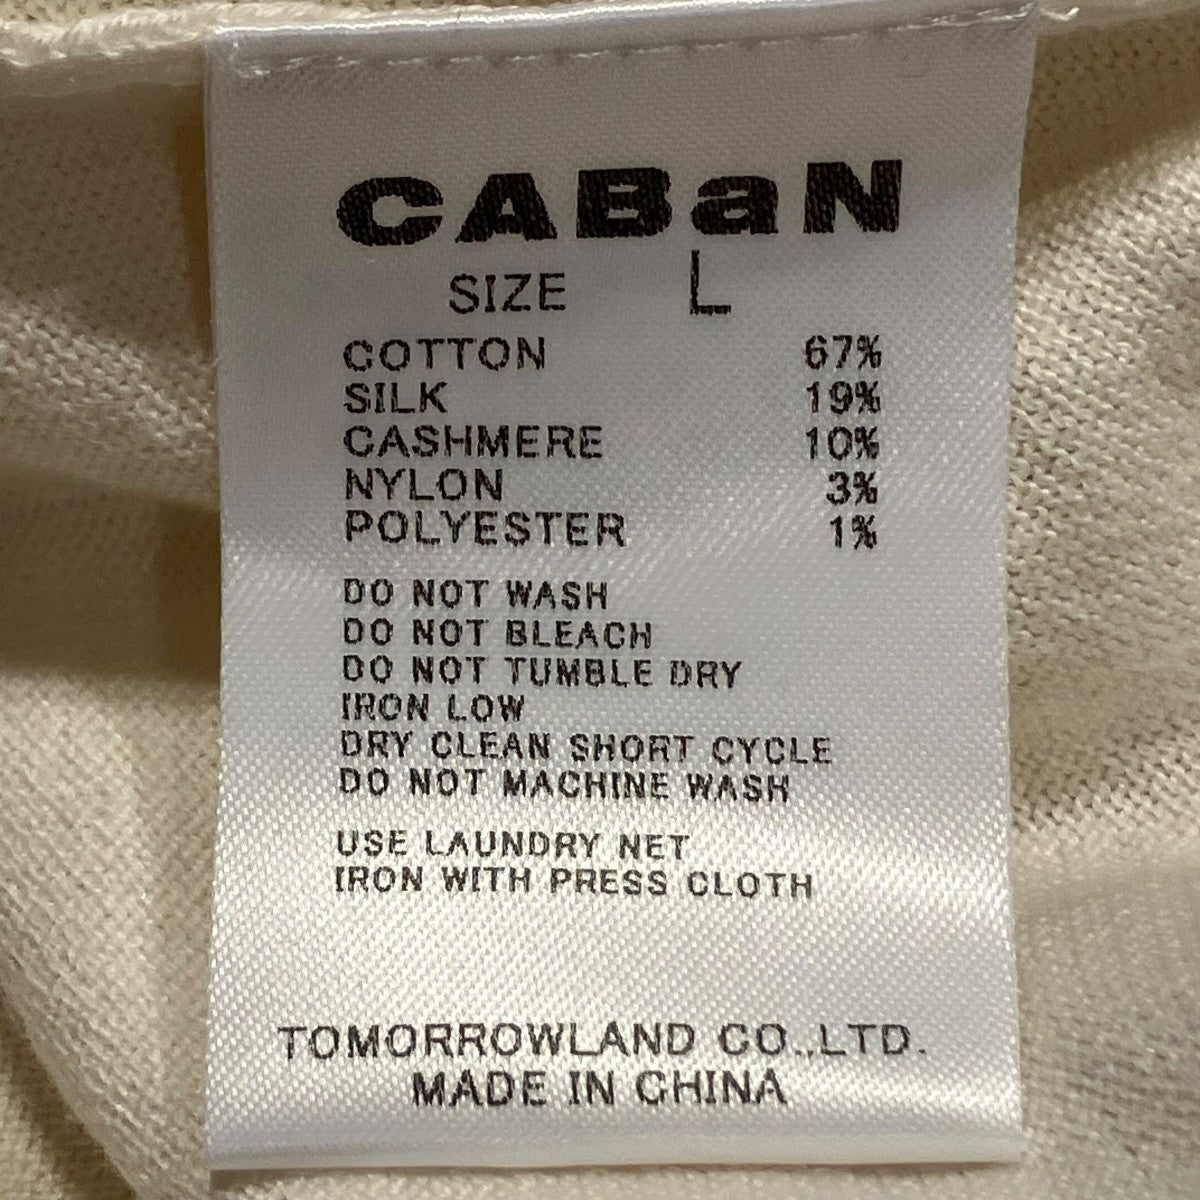 CABaN
SIZE L
COTTON 67%
SILK 19%
CASHMERE 10%
NYLON 3%
POLYESTER 1%
DO NOT WASH
DO NOT BLEACH
DO NOT TUMBLE DRY
IRON LOW
DRY CLEAN SHORT CYCLE
DO NOT MACHINE WASH
USE LAUNDRY NET
IRON WITH PRESS CLOTH
TOMORROWLAND CO.,LTD.
MADE IN CHINA